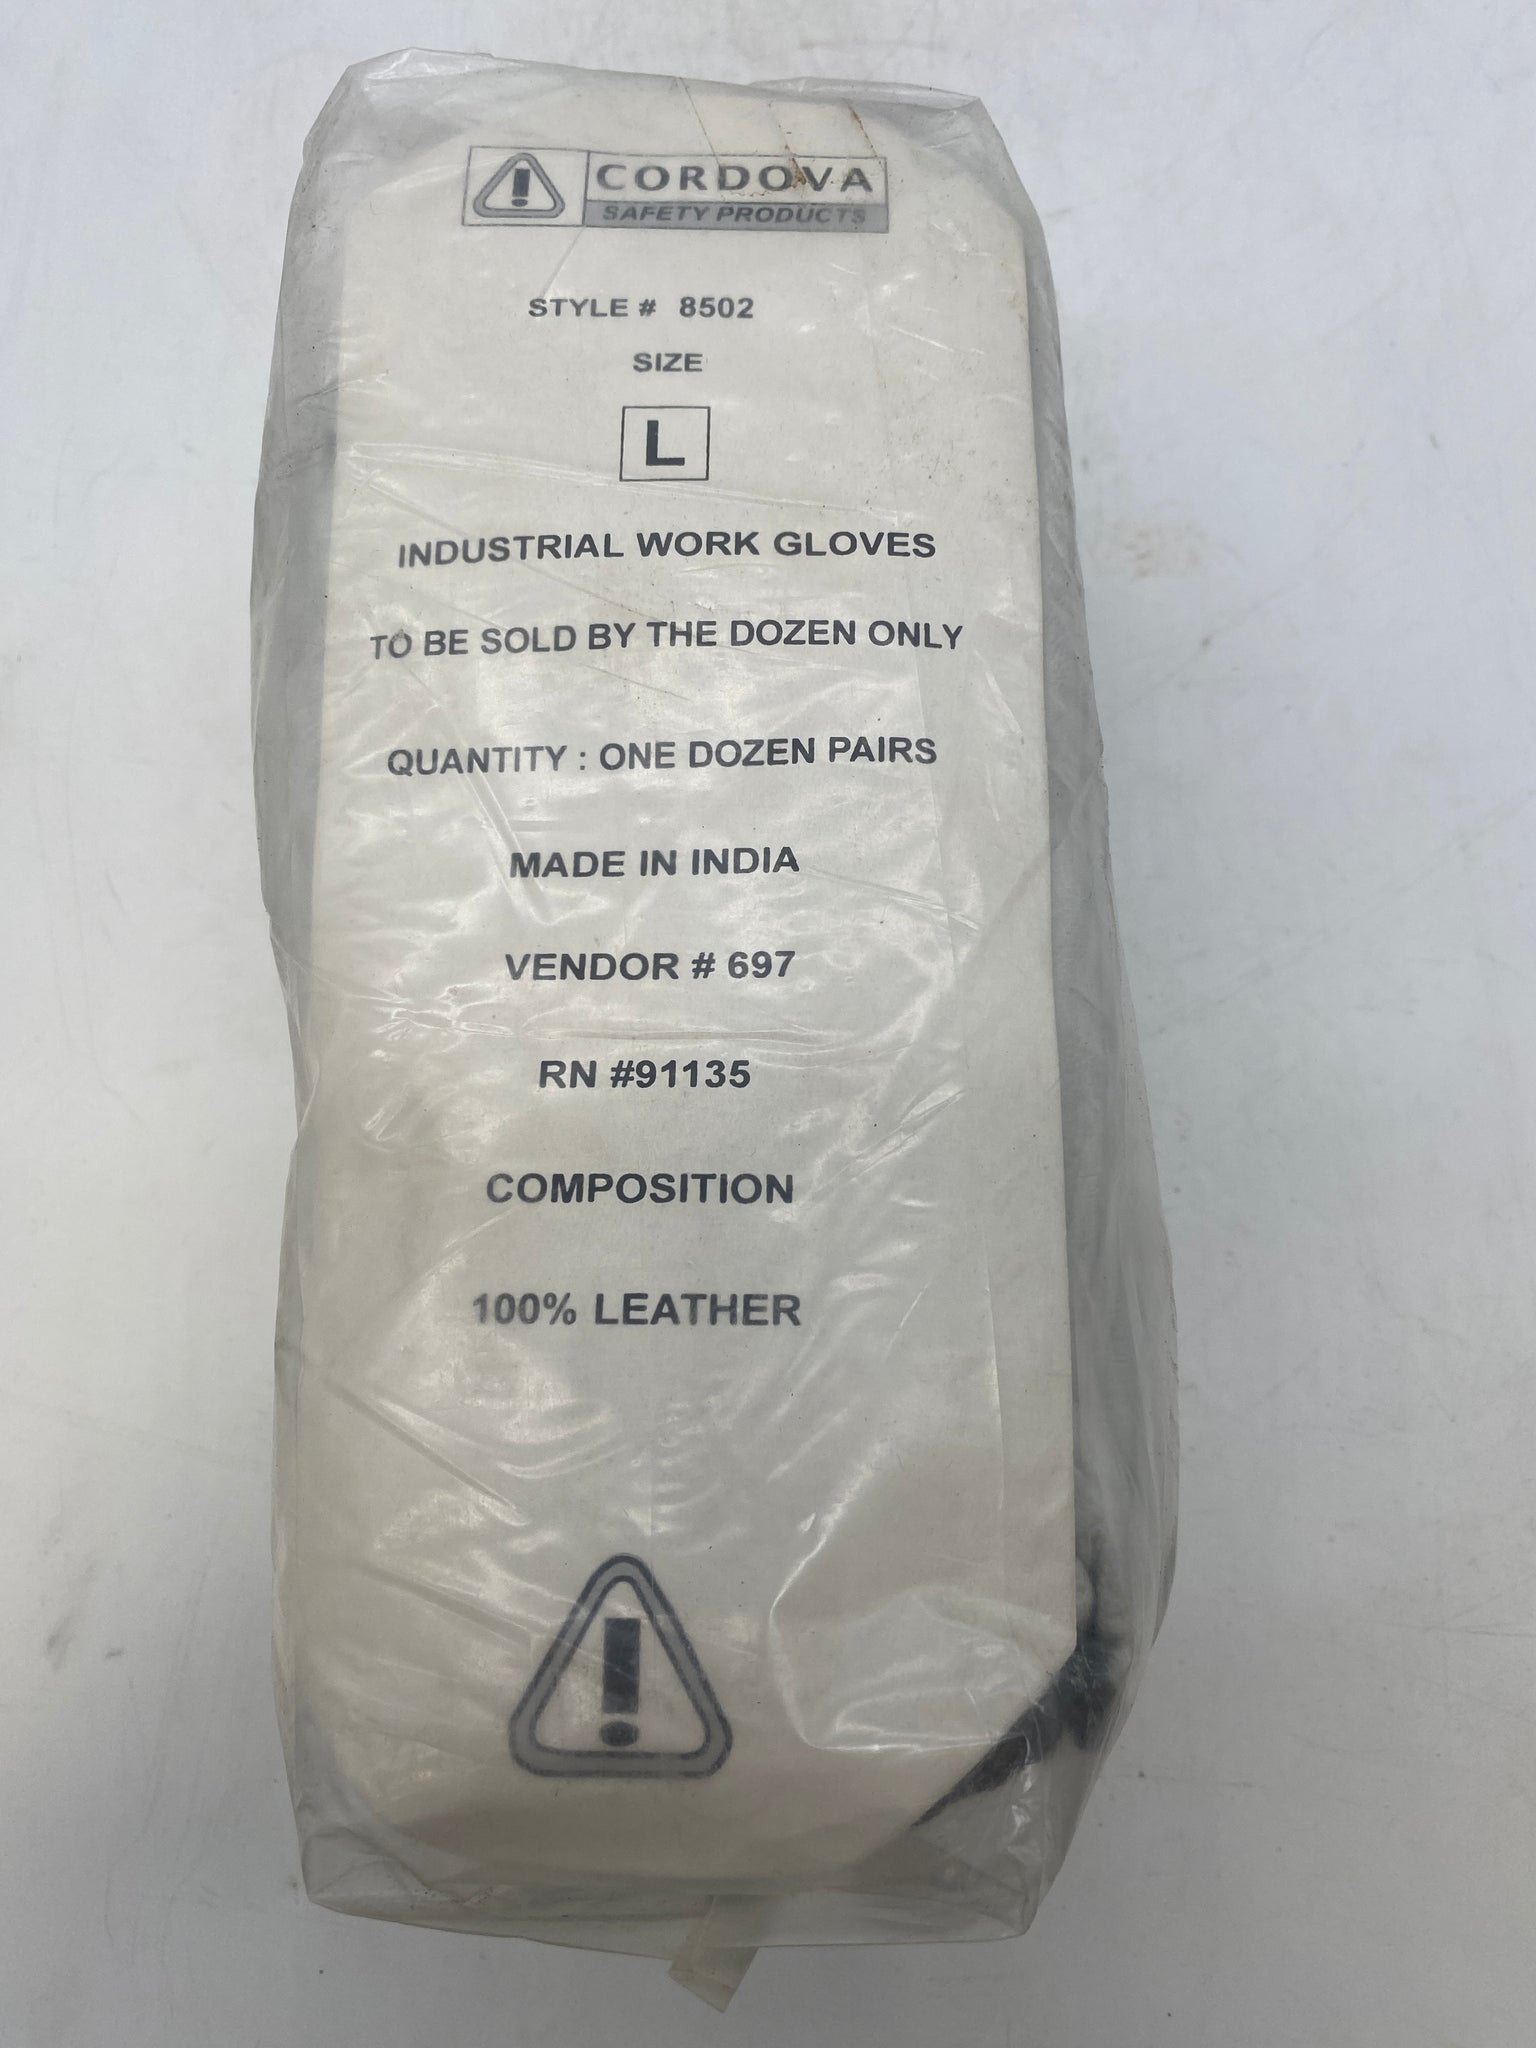 CORDOVA
SAFETY PRODUCTS
STYLE # 8502
SIZE
L
INDUSTRIAL WORK GLOVES
TO BE SOLD BY THE DOZEN ONLY
QUANTITY : ONE DOZEN PAIRS
MADE IN INDIA
VENDOR # 697
RN #91135
COMPOSITION
100% LEATHER